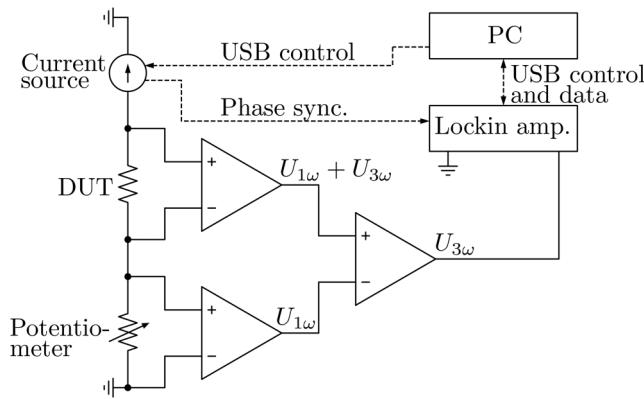 PC
USB control
Current
source
USB control
and data
Phase sync.
Lockin amp.
+
U₁ω + U₃ω
DUT
−
+
U₃ω
−
+
U₁ω
Potentio-
meter
−